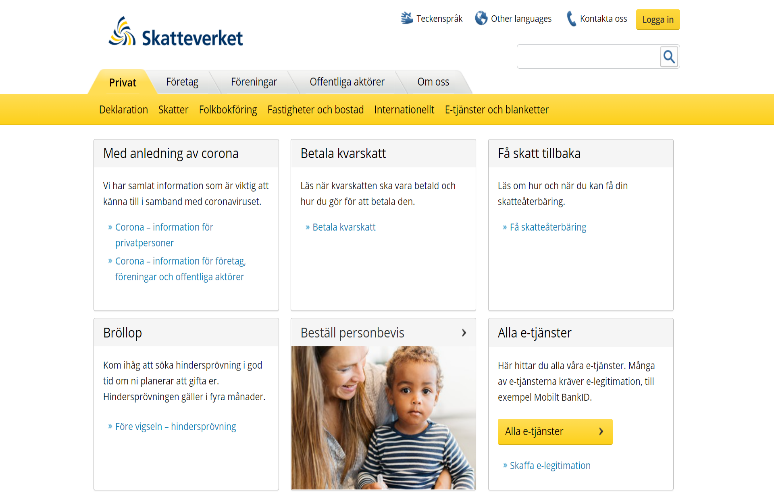 Teckenspråk
Other languages
Kontakta oss
Logga in
Skatteverket
Privat
Företag
Föreningar
Offentliga aktörer
Om oss
Deklaration
Skatter
Folkbokföring
Fastigheter och bostad
Internationellt
E-tjänster och blanketter
Med anledning av corona
Vi har samlat information som är viktig att
känna till i samband med coronaviruset.
» Corona – information för
privatpersoner
» Corona – information för företag,
föreningar och offentliga aktörer
Betala kvarskatt
Läs när kvarskatten ska vara betald och
hur du gör för att betala den.
» Betala kvarskatt
Få skatt tillbaka
Läs om hur och när du kan få din
skatteåterbäring.
» Få skatteåterbäring
Bröllop
Kom ihåg att söka hindersprövning i god
tid om ni planerar att gifta er.
Hindersprövningen gäller i fyra månader.
» Före vigseln – hindersprövning
Beställ personbevis
Alla e-tjänster
Här hittar du alla våra e-tjänster. Många
av e-tjänsterna kräver e-legitimation, till
exempel Mobilt BankID.
Alla e-tjänster
» Skaffa e-legitimation